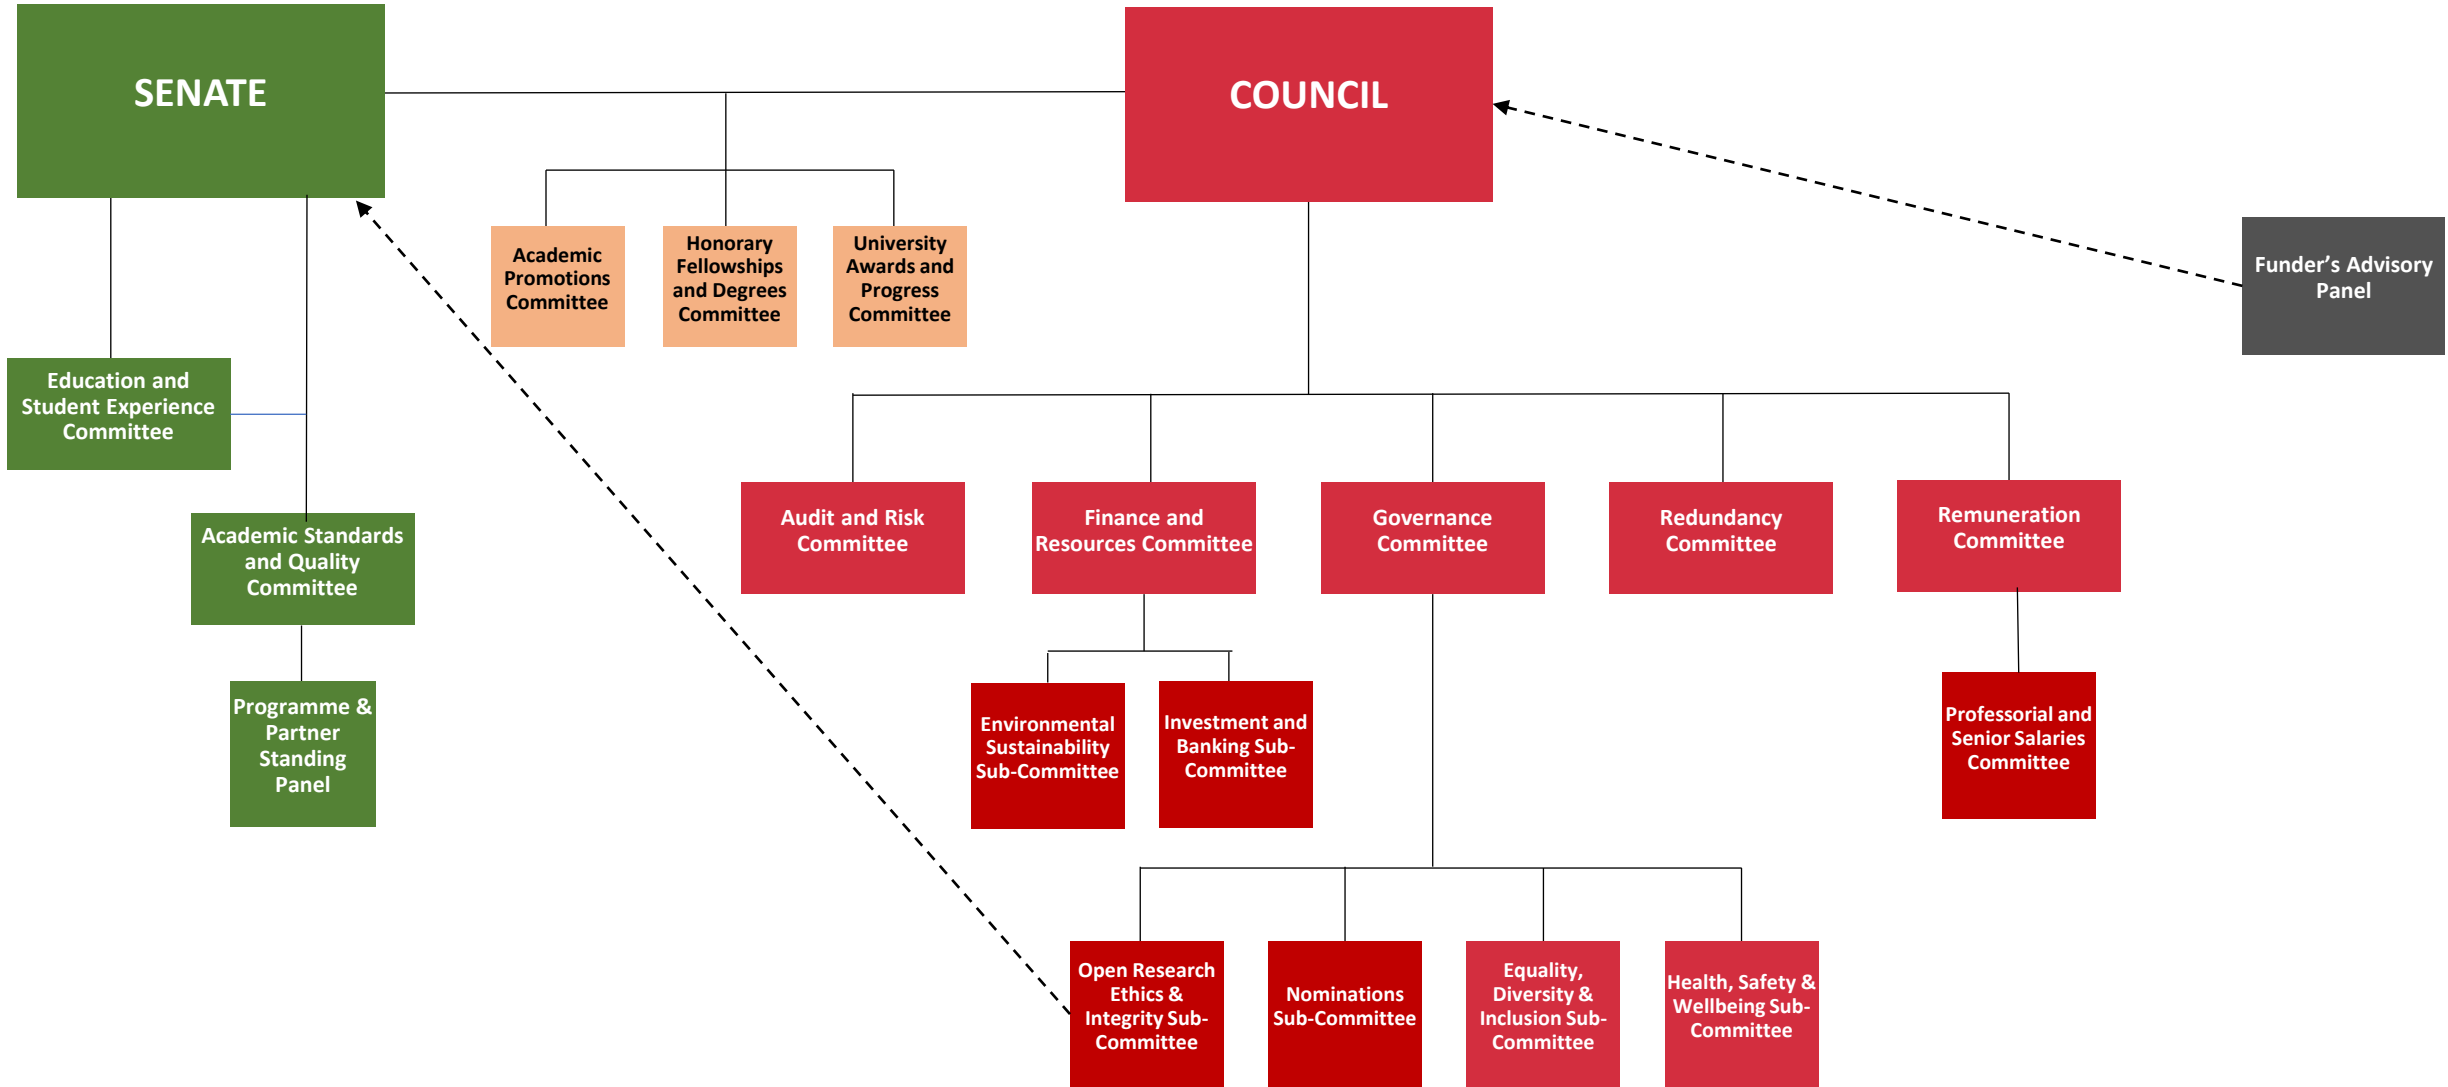 SENATE
COUNCIL
Academic
Promotions
Committee
Honorary
Fellowships
and Degrees
Committee
University
Awards and
Progress
Committee
Funder’s Advisory
Panel
Education and
Student Experience
Committee
Academic Standards
and Quality
Committee
Programme &
Partner
Standing
Panel
Audit and Risk
Committee
Finance and
Resources Committee
Governance
Committee
Redundancy
Committee
Remuneration
Committee
Environmental
Sustainability
Sub-Committee
Investment and
Banking Sub-
Committee
Professorial and
Senior Salaries
Committee
Open Research
Ethics &
Integrity Sub-
Committee
Nominations
Sub-Committee
Equality,
Diversity &
Inclusion Sub-
Committee
Health, Safety &
Wellbeing Sub-
Committee